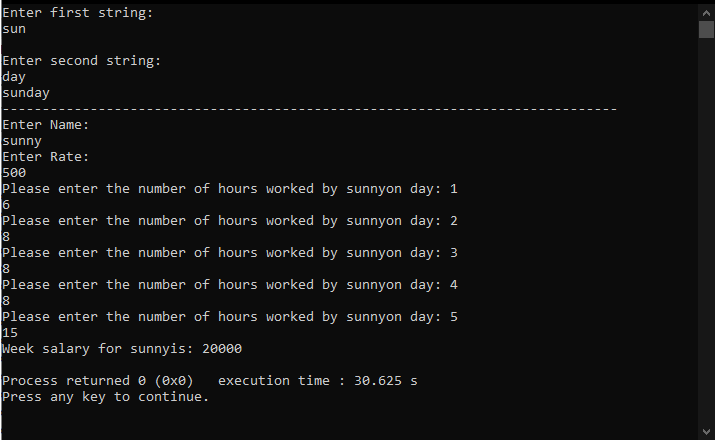 Enter first string:
sun
Enter second string:
day
sunday
-----------------------------------------------------------------------------
Enter Name:
sunny
Enter Rate:
500
Please enter the number of hours worked by sunnyon day: 1
6
Please enter the number of hours worked by sunnyon day: 2
8
Please enter the number of hours worked by sunnyon day: 3
8
Please enter the number of hours worked by sunnyon day: 4
8
Please enter the number of hours worked by sunnyon day: 5
15
Week salary for sunnyis: 20000
Process returned 0 (0x0)   execution time : 30.625 s
Press any key to continue.